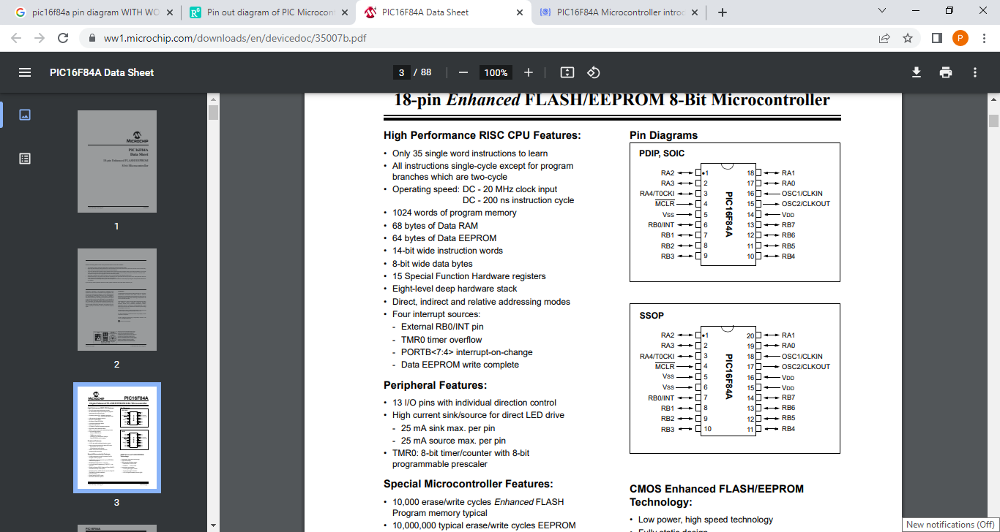 pic16f84a pin diagram WITH WO
Pin out diagram of PIC Microcont
PIC16F84A Data Sheet
PIC16F84A Microcontroller introd
ww1.microchip.com/downloads/en/devicedoc/35007b.pdf
P
PIC16F84A Data Sheet
3 / 88
100%
MICROCHIP
PIC16F84A
Data Sheet
1
2
MICROCHIP
PIC16F84A
3
18-pin Enhanced FLASH/EEPROM 8-Bit Microcontroller
High Performance RISC CPU Features:
• Only 35 single word instructions to learn
• All instructions single-cycle except for program
branches which are two-cycle
• Operating speed: DC - 20 MHz clock input
DC - 200 ns instruction cycle
• 1024 words of program memory
• 68 bytes of Data RAM
• 64 bytes of Data EEPROM
• 14-bit wide instruction words
• 8-bit wide data bytes
• 15 Special Function Hardware registers
• Eight-level deep hardware stack
• Direct, indirect and relative addressing modes
• Four interrupt sources:
- External RB0/INT pin
- TMR0 timer overflow
- PORTB<7:4> interrupt-on-change
- Data EEPROM write complete
Peripheral Features:
• 13 I/O pins with individual direction control
• High current sink/source for direct LED drive
- 25 mA sink max. per pin
- 25 mA source max. per pin
• TMR0: 8-bit timer/counter with 8-bit
programmable prescaler
Special Microcontroller Features:
• 10,000 erase/write cycles Enhanced FLASH
Program memory typical
• 10,000,000 typical erase/write cycles EEPROM
Pin Diagrams
PDIP, SOIC
RA2 1 18 RA1
RA3 2 17 RA0
RA4/T0CKI 3 16 OSC1/CLKIN
MCLR 4 15 OSC2/CLKOUT
VSS 5 14 VDD
RB0/INT 6 13 RB7
RB1 7 12 RB6
RB2 8 11 RB5
RB3 9 10 RB4
PIC16F84A
SSOP
RA2 1 20 RA1
RA3 2 19 RA0
RA4/T0CKI 3 18 OSC1/CLKIN
MCLR 4 17 OSC2/CLKOUT
VSS 5 16 VDD
VSS 6 15 VDD
RB0/INT 7 14 RB7
RB1 8 13 RB6
RB2 9 12 RB5
RB3 10 11 RB4
PIC16F84A
CMOS Enhanced FLASH/EEPROM
Technology:
• Low power, high speed technology
• Fully static design
New notifications (Off)